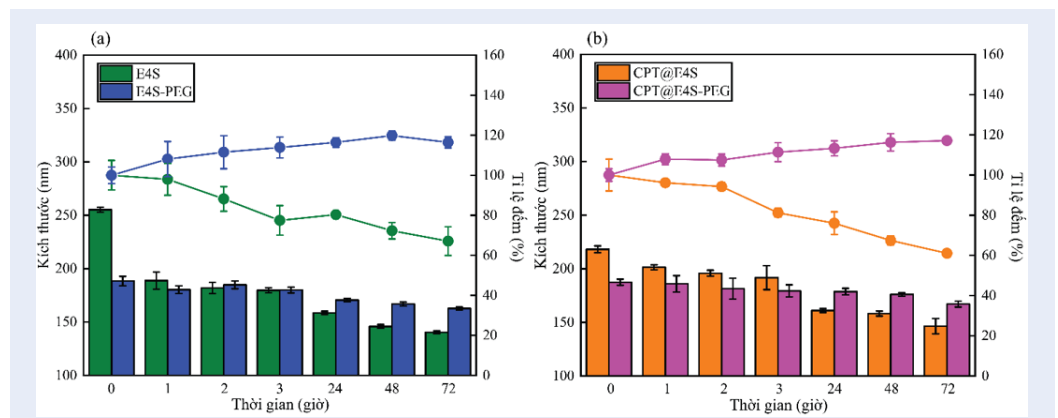 (a)
E4S
E4S-PEG
Kích thước (nm)
400
350
300
250
200
150
100
160
140
120
100
80
60
40
20
0
Tỉ lệ đếm (%)
0 1 2 3 24 48 72
Thời gian (giờ)
(b)
CPT@E4S
CPT@E4S-PEG
Kích thước (nm)
400
350
300
250
200
150
100
160
140
120
100
80
60
40
20
0
Tỉ lệ đếm (%)
0 1 2 3 24 48 72
Thời gian (giờ)